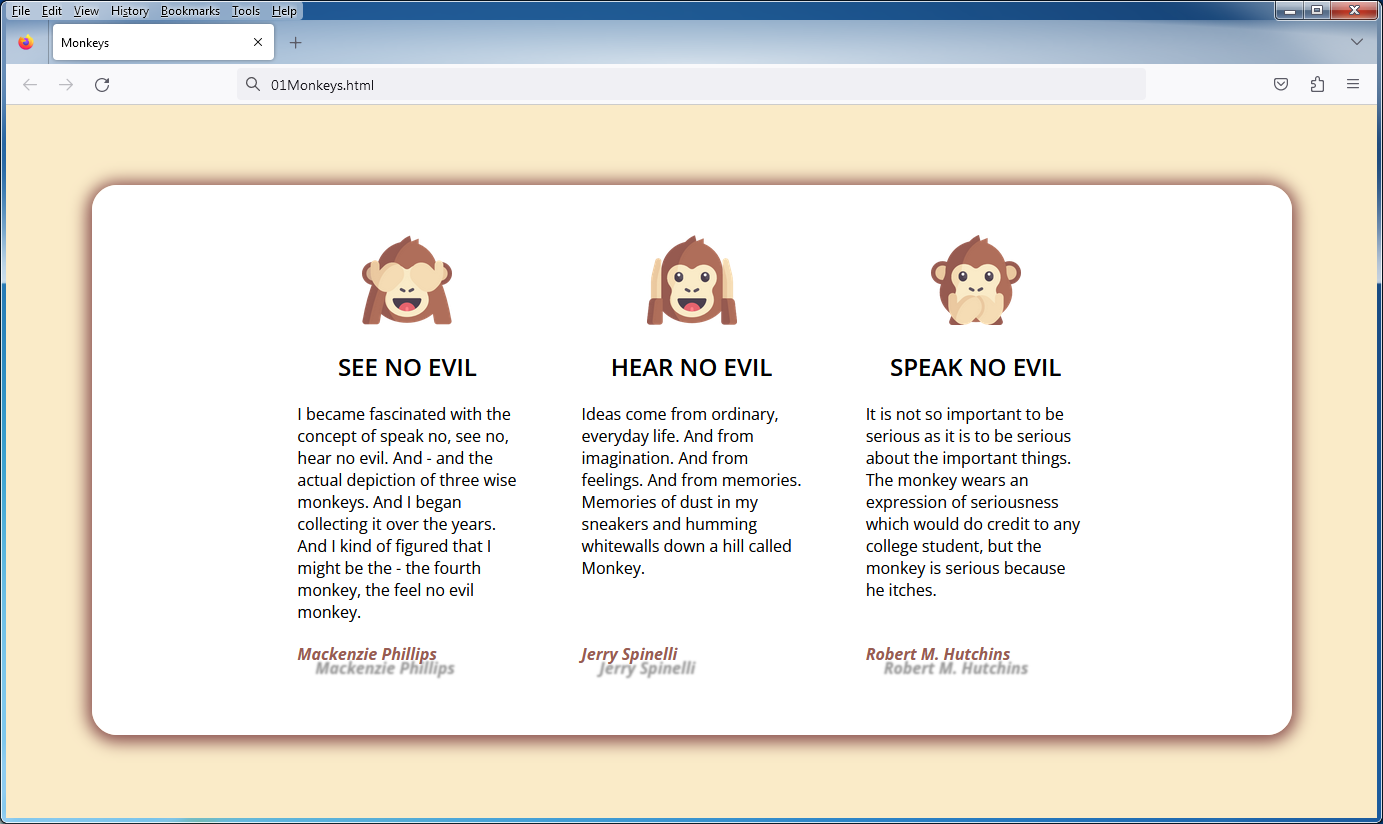 File Edit View History Bookmarks Tools Help
Monkeys
01Monkeys.html
SEE NO EVIL
I became fascinated with the
concept of speak no, see no,
hear no evil. And - and the
actual depiction of three wise
monkeys. And I began
collecting it over the years.
And I kind of figured that I
might be the - the fourth
monkey, the feel no evil
monkey.
Mackenzie Phillips
Mackenzie Phillips
HEAR NO EVIL
Ideas come from ordinary,
everyday life. And from
imagination. And from
feelings. And from memories.
Memories of dust in my
sneakers and humming
whitewalls down a hill called
Monkey.
Jerry Spinelli
Jerry Spinelli
SPEAK NO EVIL
It is not so important to be
serious as it is to be serious
about the important things.
The monkey wears an
expression of seriousness
which would do credit to any
college student, but the
monkey is serious because
he itches.
Robert M. Hutchins
Robert M. Hutchins